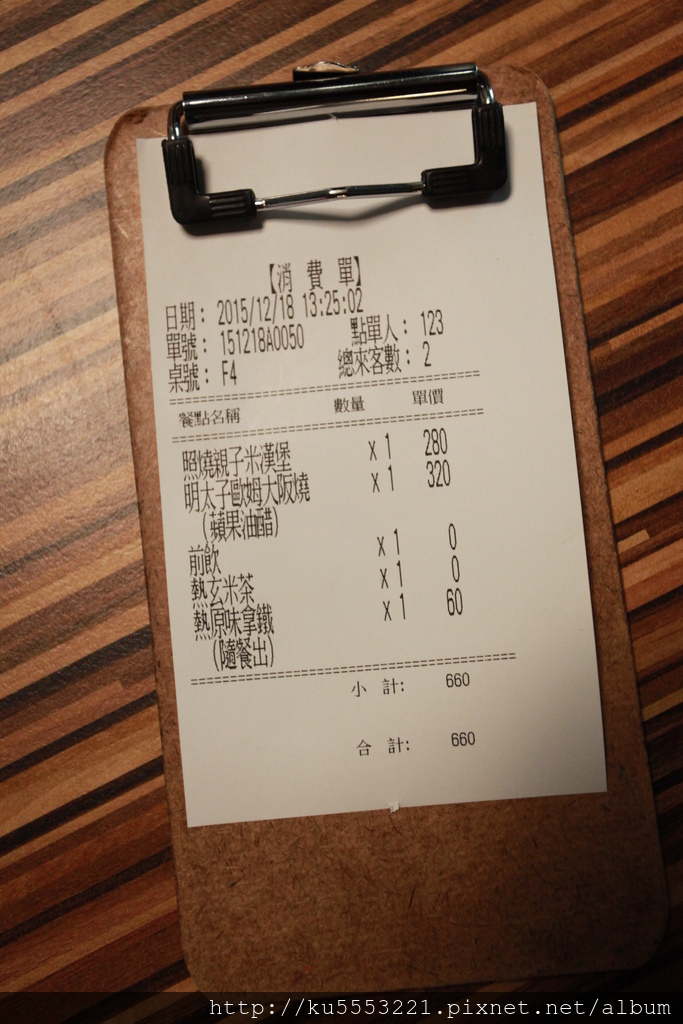 【消 費 單】
日期： 2015/12/18 13:25:02
單號： 151218A0050 點單人： 123
桌號： F4 總來客數： 2
==================================
餐點名稱 數量 單價
==================================
照燒親子米漢堡 x 1 280
明太子歐姆大阪燒 x 1 320
(蘋果油醋)
前飲 x 1 0
熱玄米茶 x 1 0
熱原味拿鐵 x 1 60
(隨餐出)
==================================
小 計: 660
合 計: 660
http://ku5553221.pixnet.net/album